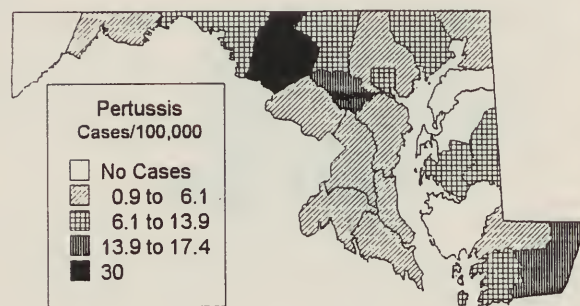 Pertussis
Cases/100,000
No Cases
0.9 to 6.1
6.1 to 13.9
13.9 to 17.4
30